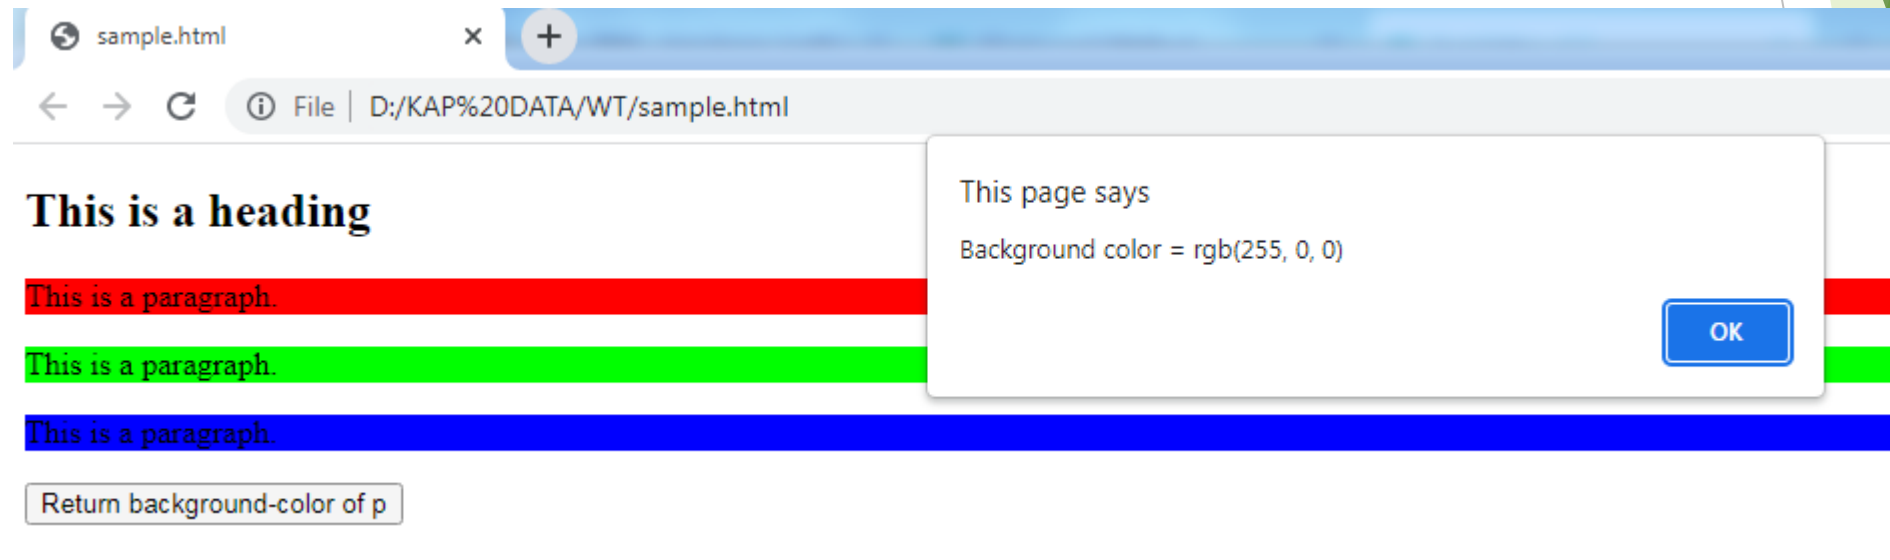 sample.html
File | D:/KAP%20DATA/WT/sample.html
This page says
Background color = rgb(255, 0, 0)
OK
This is a heading
This is a paragraph.
This is a paragraph.
This is a paragraph.
Return background-color of p